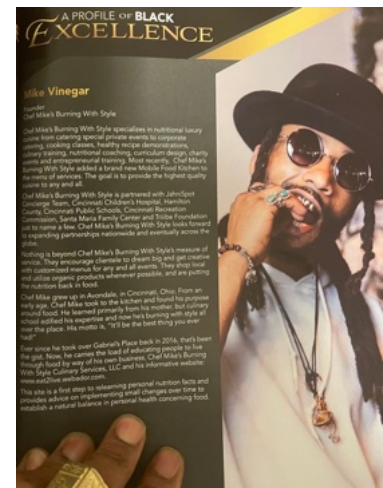 A PROFILE OF BLACK
EXCELLENCE
Mike Vinegar
Founder
Chef Mike's Burning With Style
Chef Mike's Burning With Style specializes in nutritional luxury
cuisine from catering special private events to corporate
catering, cooking classes, healthy recipe demonstrations,
culinary training, nutritional coaching, curriculum design, charity
events and entrepreneurial training. Most recently, Chef Mike's
Burning With Style added a brand new Mobile Food Kitchen to
the menu of services. The goal is to provide the highest quality
cuisine to any and all.
Chef Mike's Burning With Style is partnered with JohnSpot
Concierge Team, Cincinnati Children's Hospital, Hamilton
County, Cincinnati Public Schools, Cincinnati Recreation
Commission, Santa Maria Family Center and Foundation
just to name a few. Chef Mike's Burning With Style looks forward
to expanding partnerships nationwide and eventually across the
globe.
Nothing is beyond Chef Mike's Burning With Style's measure of
service. They encourage clientele to dream big and get creative
with customized menus for any and all events. They shop local
and utilize organic products whenever possible, and are putting
the nutrition back in food.
Chef Mike grew up in Avondale, in Cincinnati, Ohio. From an
early age, Chef Mike took to the kitchen and found his purpose
around food. He learned primarily from his mother, but culinary
school edified his expertise and now he's burning with style all
over the place. His motto is, "It'll be the best thing you ever
had!"
Ever since he took over Gabriel's Place back in 2016, that's been
the gist. Now, he carries the load of educating people to live
through food by way of his own business, Chef Mike's Burning
With Style Culinary Services, LLC and his informative website:
www.eat2live.webador.com.
This site is a first step to relearning personal nutrition facts and
provides advice on implementing small changes over time to
establish a natural balance in personal health concerning food.